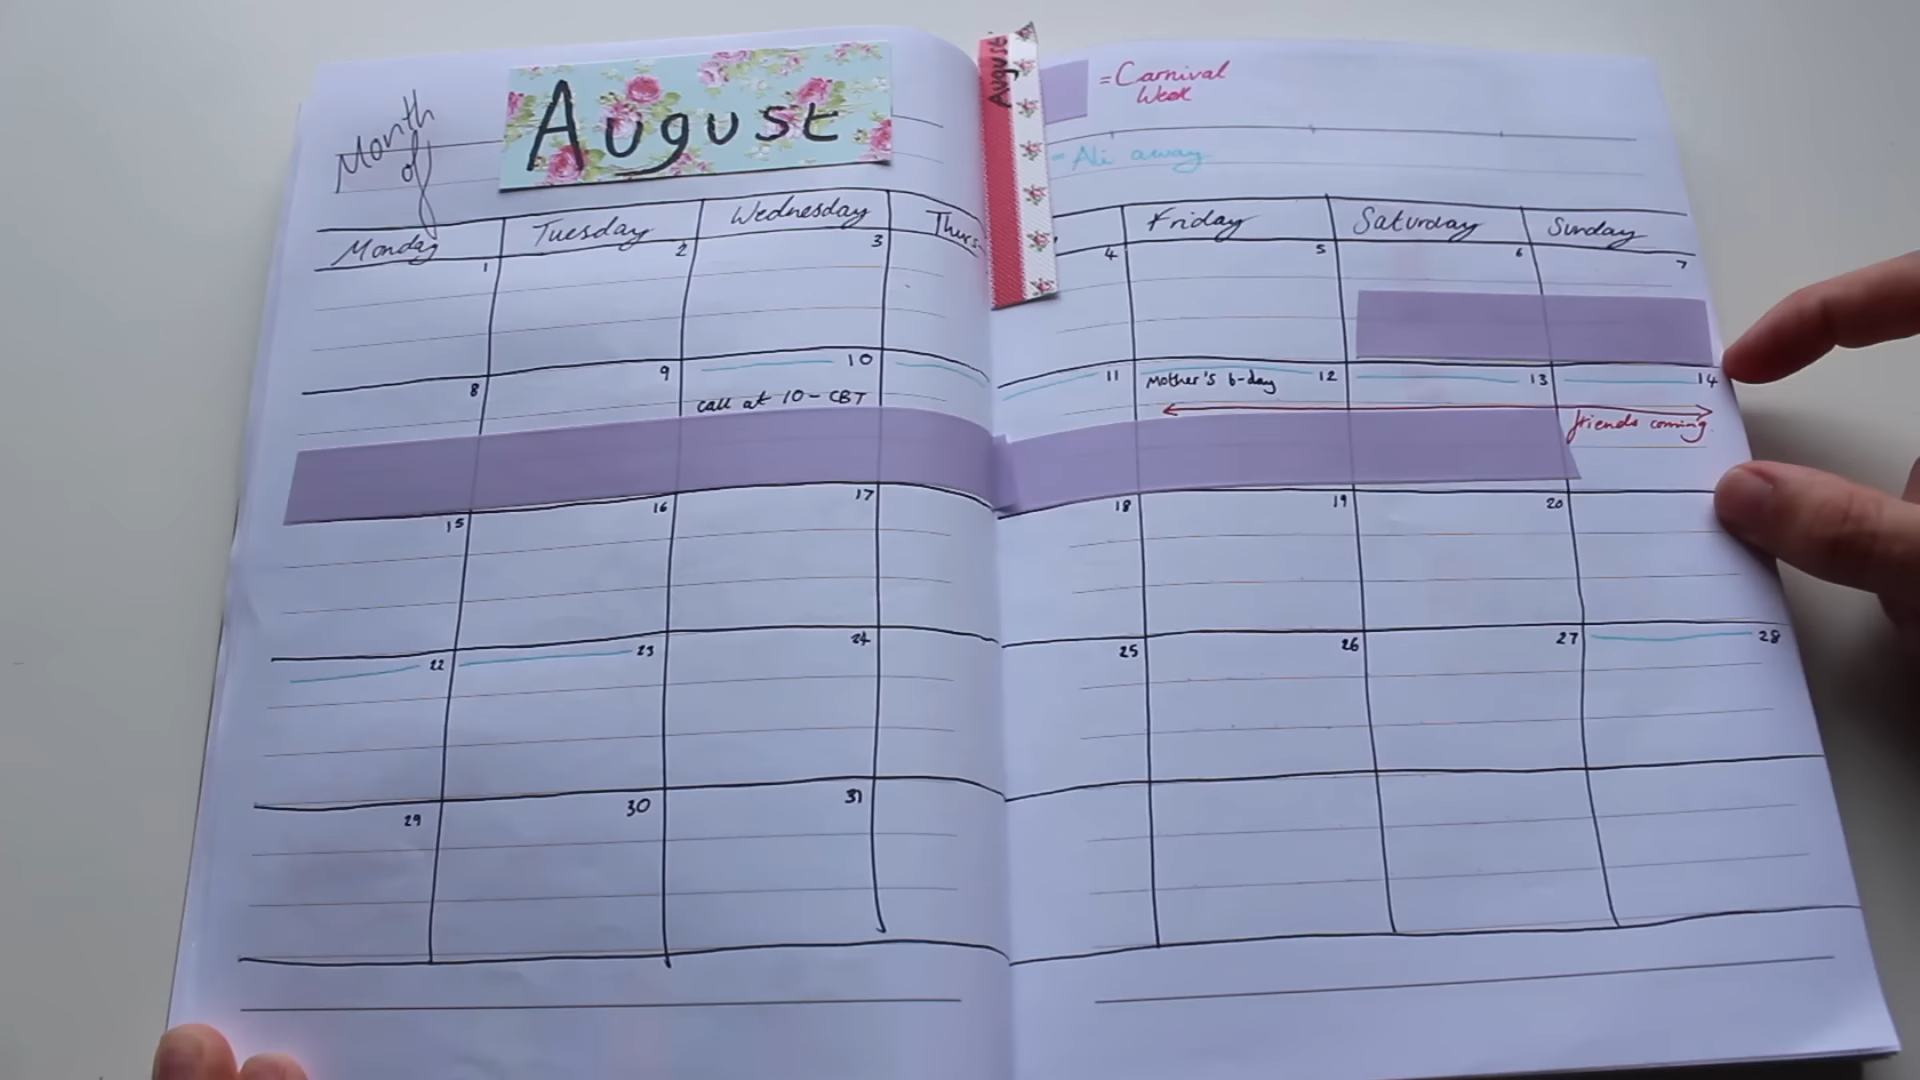 Month of
August
August
= Carnival
Week
= Ali away
Monday Tuesday Wednesday Thurs Friday Saturday Sunday
1 2 3 4 5 6 7
8 9 10 11 12 13 14
Mother's b-day
call at 10 - CBT
friends coming
15 16 17 18 19 20
22 23 24 25 26 27 28
29 30 31